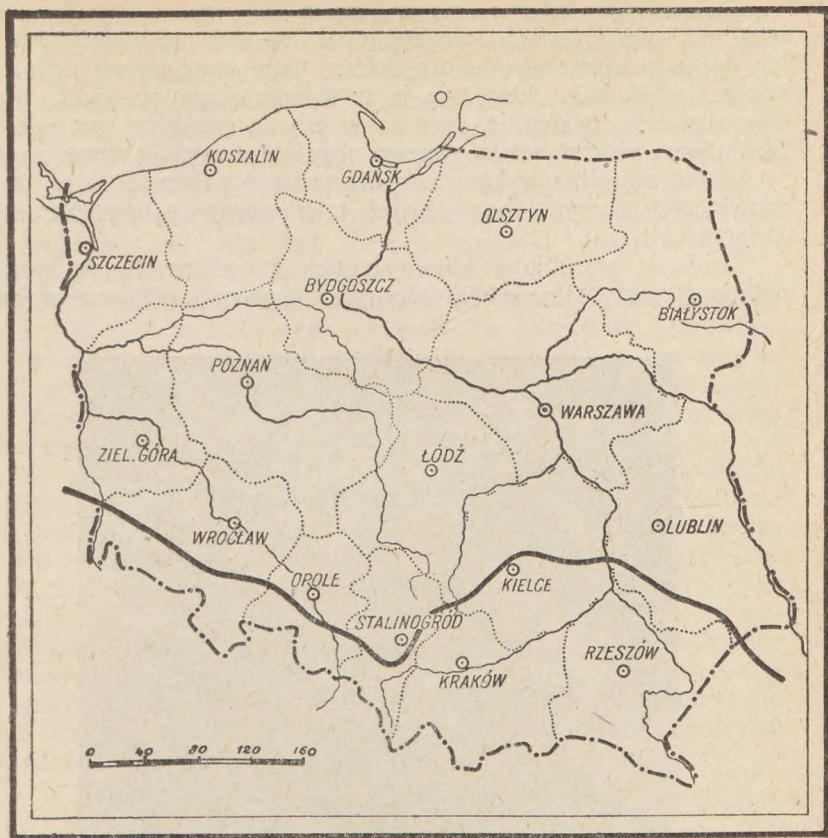 KOSZALIN
GDAŃSK
OLSZTYN
SZCZECIN
BYDGOSZCZ
BIAŁYSTOK
POZNAŃ
WARSZAWA
ZIEL. GÓRA
ŁÓDŹ
WROCŁAW
LUBLIN
OPOLE
KIELCE
STALINOGRÓD
KRAKÓW
RZESZÓW
0 40 80 120 160